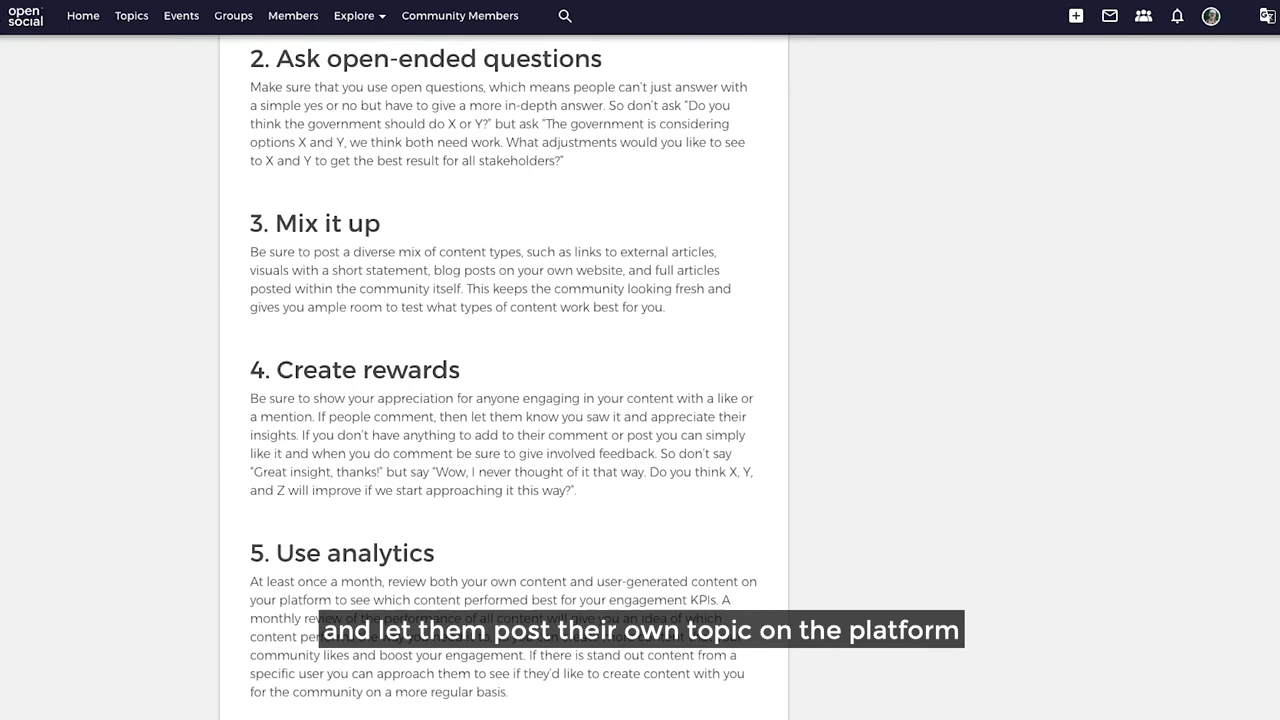 open social
Home Topics Events Groups Members Explore Community Members
2. Ask open-ended questions
Make sure that you use open questions, which means people can't just answer with
a simple yes or no but have to give a more in-depth answer. So don't ask "Do you
think the government should do X or Y?" but ask "The government is considering
options X and Y, we think both need work. What adjustments would you like to see
to X and Y to get the best result for all stakeholders?"
3. Mix it up
Be sure to post a diverse mix of content types, such as links to external articles,
visuals with a short statement, blog posts on your own website, and full articles
posted within the community itself. This keeps the community looking fresh and
gives you ample room to test what types of content work best for you.
4. Create rewards
Be sure to show your appreciation for anyone engaging in your content with a like or
a mention. If people comment, then let them know you saw it and appreciate their
insights. If you don't have anything to add to their comment or post you can simply
like it and when you do comment be sure to give involved feedback. So don't say
"Great insight, thanks!" but say "Wow, I never thought of it that way. Do you think X, Y,
and Z will improve if we start approaching it this way?".
5. Use analytics
At least once a month, review both your own content and user-generated content on
your platform to see which content performed best for your engagement KPIs. A
monthly review of the performance of all content will give you an idea of which
content
and let them post their own topic on the platform
community likes and boost your engagement. If there is stand out content from a
specific user you can approach them to see if they'd like to create content with you
for the community on a more regular basis.